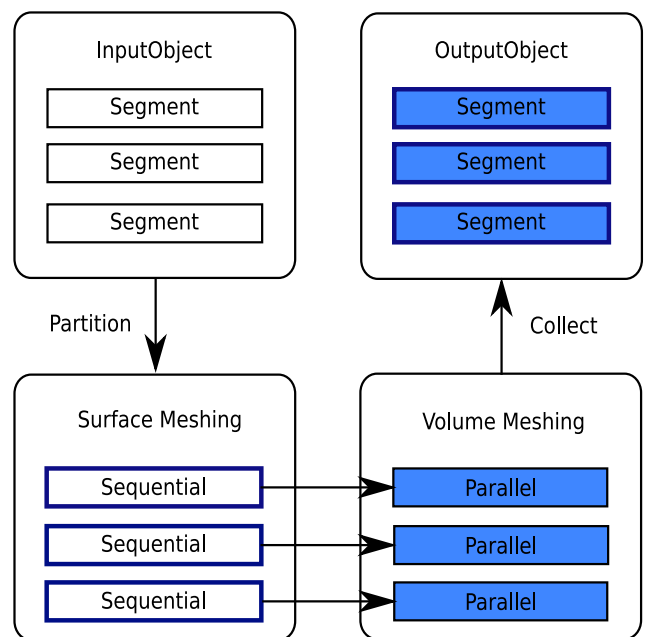 InputObject
Segment
Segment
Segment
OutputObject
Segment
Segment
Segment
Partition
Collect
Surface Meshing
Sequential
Sequential
Sequential
Volume Meshing
Parallel
Parallel
Parallel